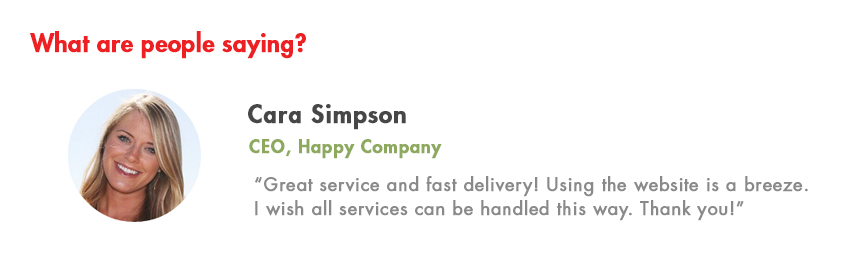 What are people saying?
Cara Simpson
CEO, Happy Company
“Great service and fast delivery! Using the website is a breeze.
I wish all services can be handled this way. Thank you!”